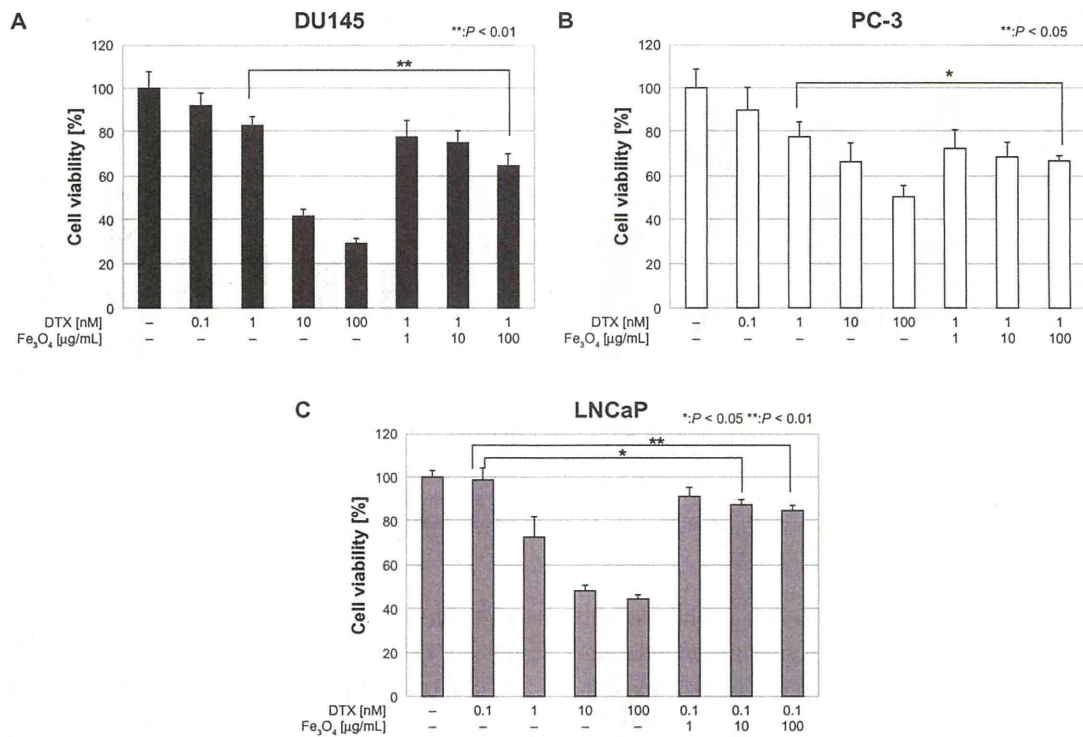 A
DU145
**:P < 0.01
Cell viability [%]
120
100
80
60
40
20
0
**
DTX [nM] – 0.1 1 10 100 1 1 1
Fe₃O₄ [µg/mL] – – – – – 1 10 100
B
PC-3
**:P < 0.05
Cell viability [%]
120
100
80
60
40
20
0
*
DTX [nM] – 0.1 1 10 100 1 1 1
Fe₃O₄ [µg/mL] – – – – – 1 10 100
C
LNCaP
*:P < 0.05 **:P < 0.01
Cell viability [%]
120
100
80
60
40
20
0
**
*
DTX [nM] – 0.1 1 10 100 0.1 0.1 0.1
Fe₃O₄ [µg/mL] – – – – – 1 10 100